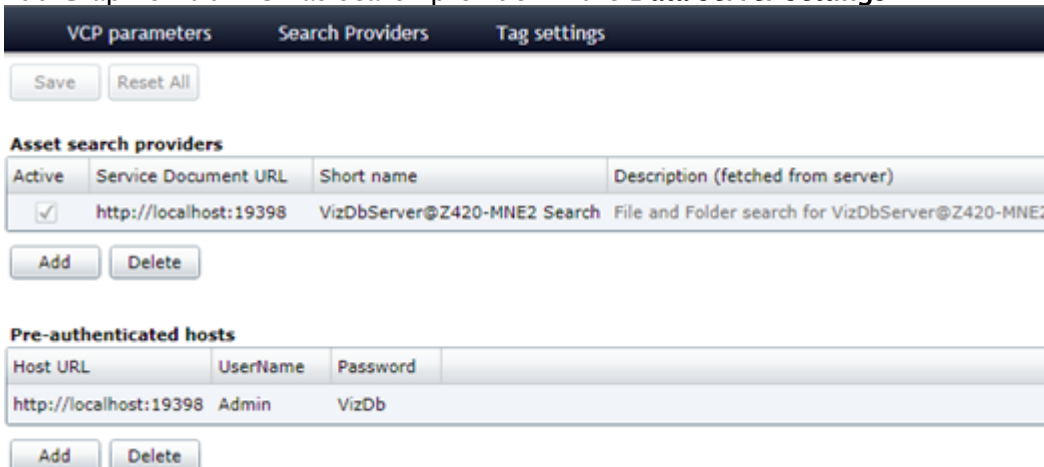 VCP parameters Search Providers Tag settings
Save Reset All
Asset search providers
Active Service Document URL Short name Description (fetched from server)
http://localhost:19398 VizDbServer@Z420-MNE2 Search File and Folder search for VizDbServer@Z420-MNE2
Add Delete
Pre-authenticated hosts
Host URL UserName Password
http://localhost:19398 Admin VizDb
Add Delete